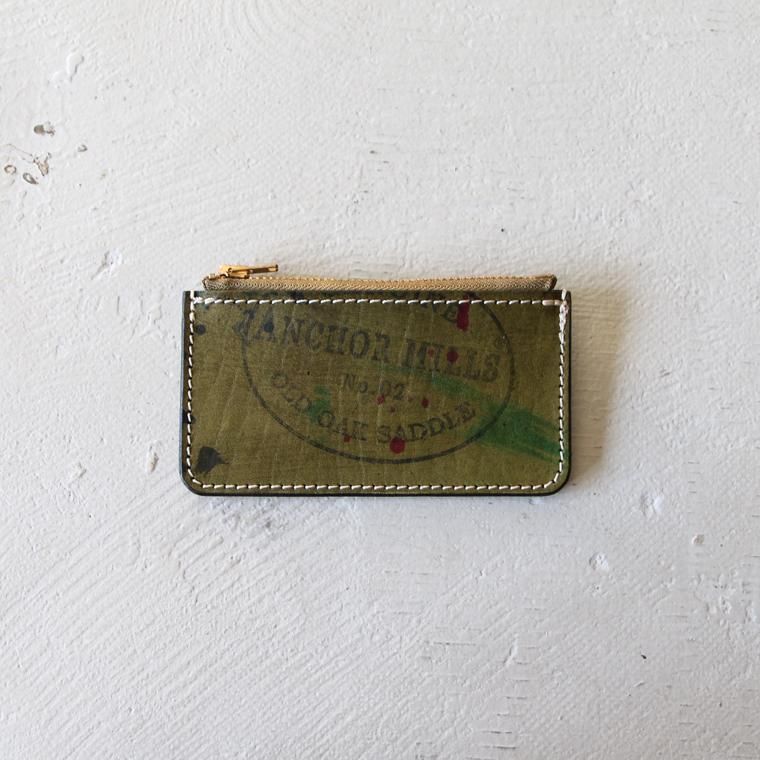 ANCHOR MILLS
No. 02.
OLD OAK SADDLE